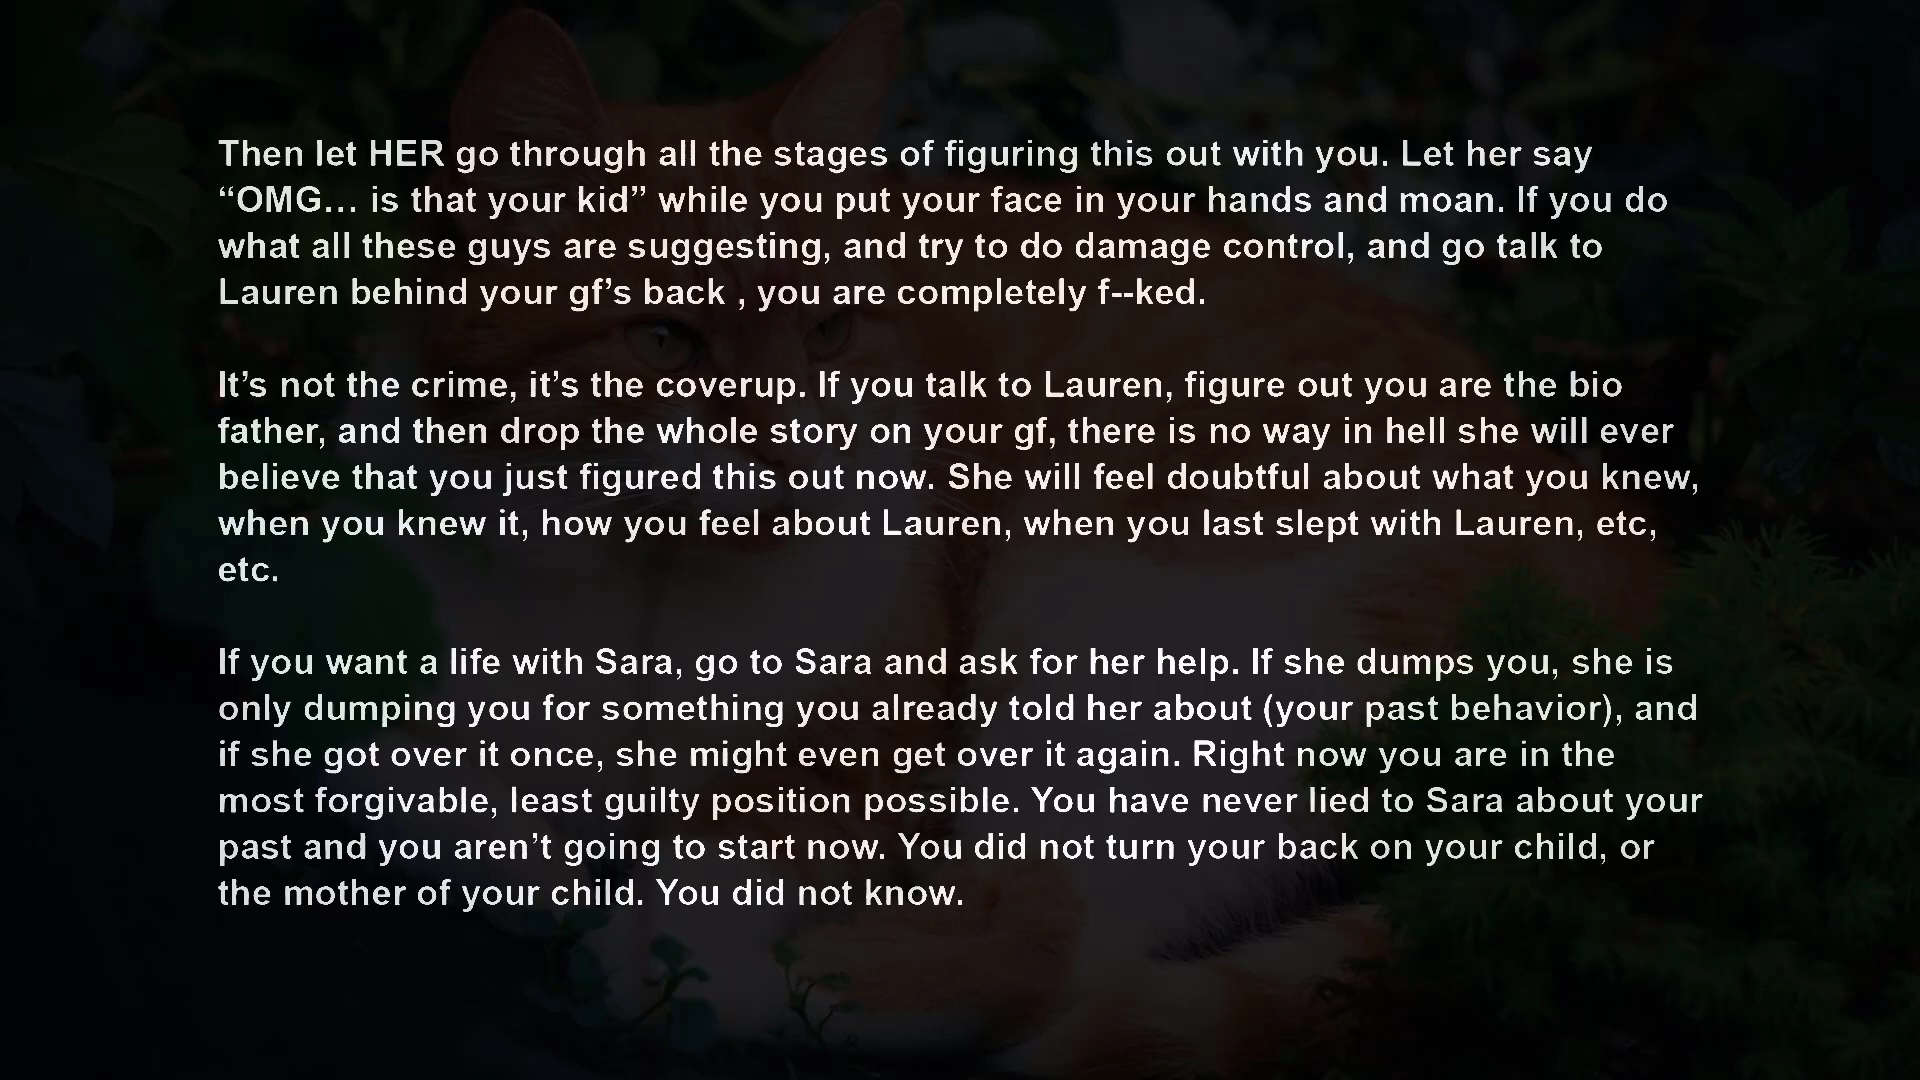 Then let HER go through all the stages of figuring this out with you. Let her say
“OMG… is that your kid” while you put your face in your hands and moan. If you do
what all these guys are suggesting, and try to do damage control, and go talk to
Lauren behind your gf’s back , you are completely f--ked.
It’s not the crime, it’s the coverup. If you talk to Lauren, figure out you are the bio
father, and then drop the whole story on your gf, there is no way in hell she will ever
believe that you just figured this out now. She will feel doubtful about what you knew,
when you knew it, how you feel about Lauren, when you last slept with Lauren, etc,
etc.
If you want a life with Sara, go to Sara and ask for her help. If she dumps you, she is
only dumping you for something you already told her about (your past behavior), and
if she got over it once, she might even get over it again. Right now you are in the
most forgivable, least guilty position possible. You have never lied to Sara about your
past and you aren’t going to start now. You did not turn your back on your child, or
the mother of your child. You did not know.